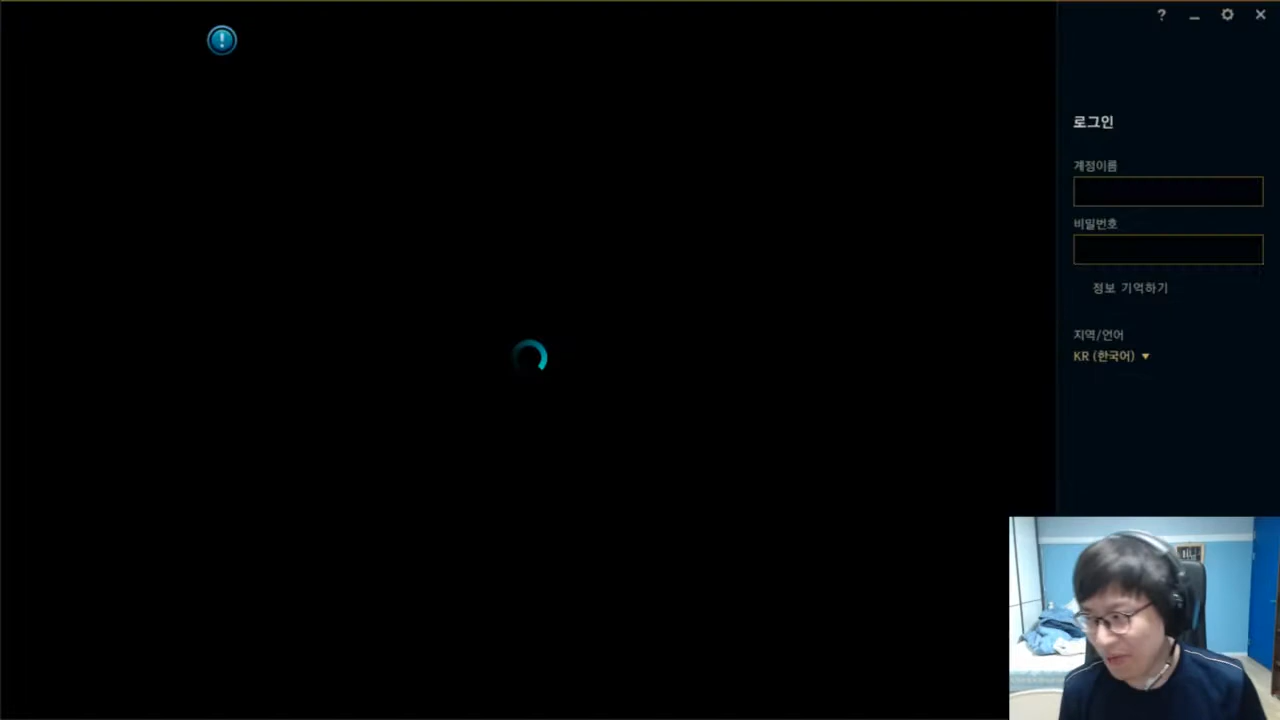 ?
로그인
계정이름
비밀번호
정보 기억하기
지역/언어
KR (한국어) ▼